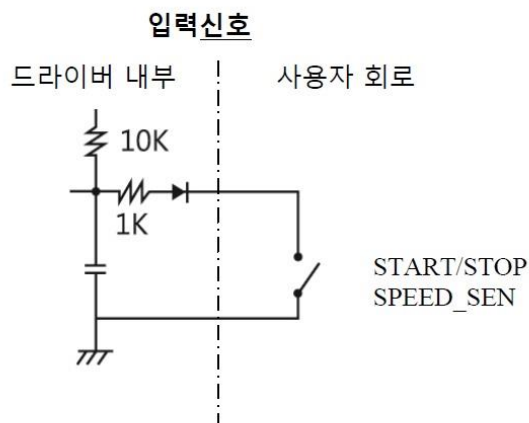 입력신호
드라이버 내부
사용자 회로
10K
1K
START/STOP
SPEED_SEN